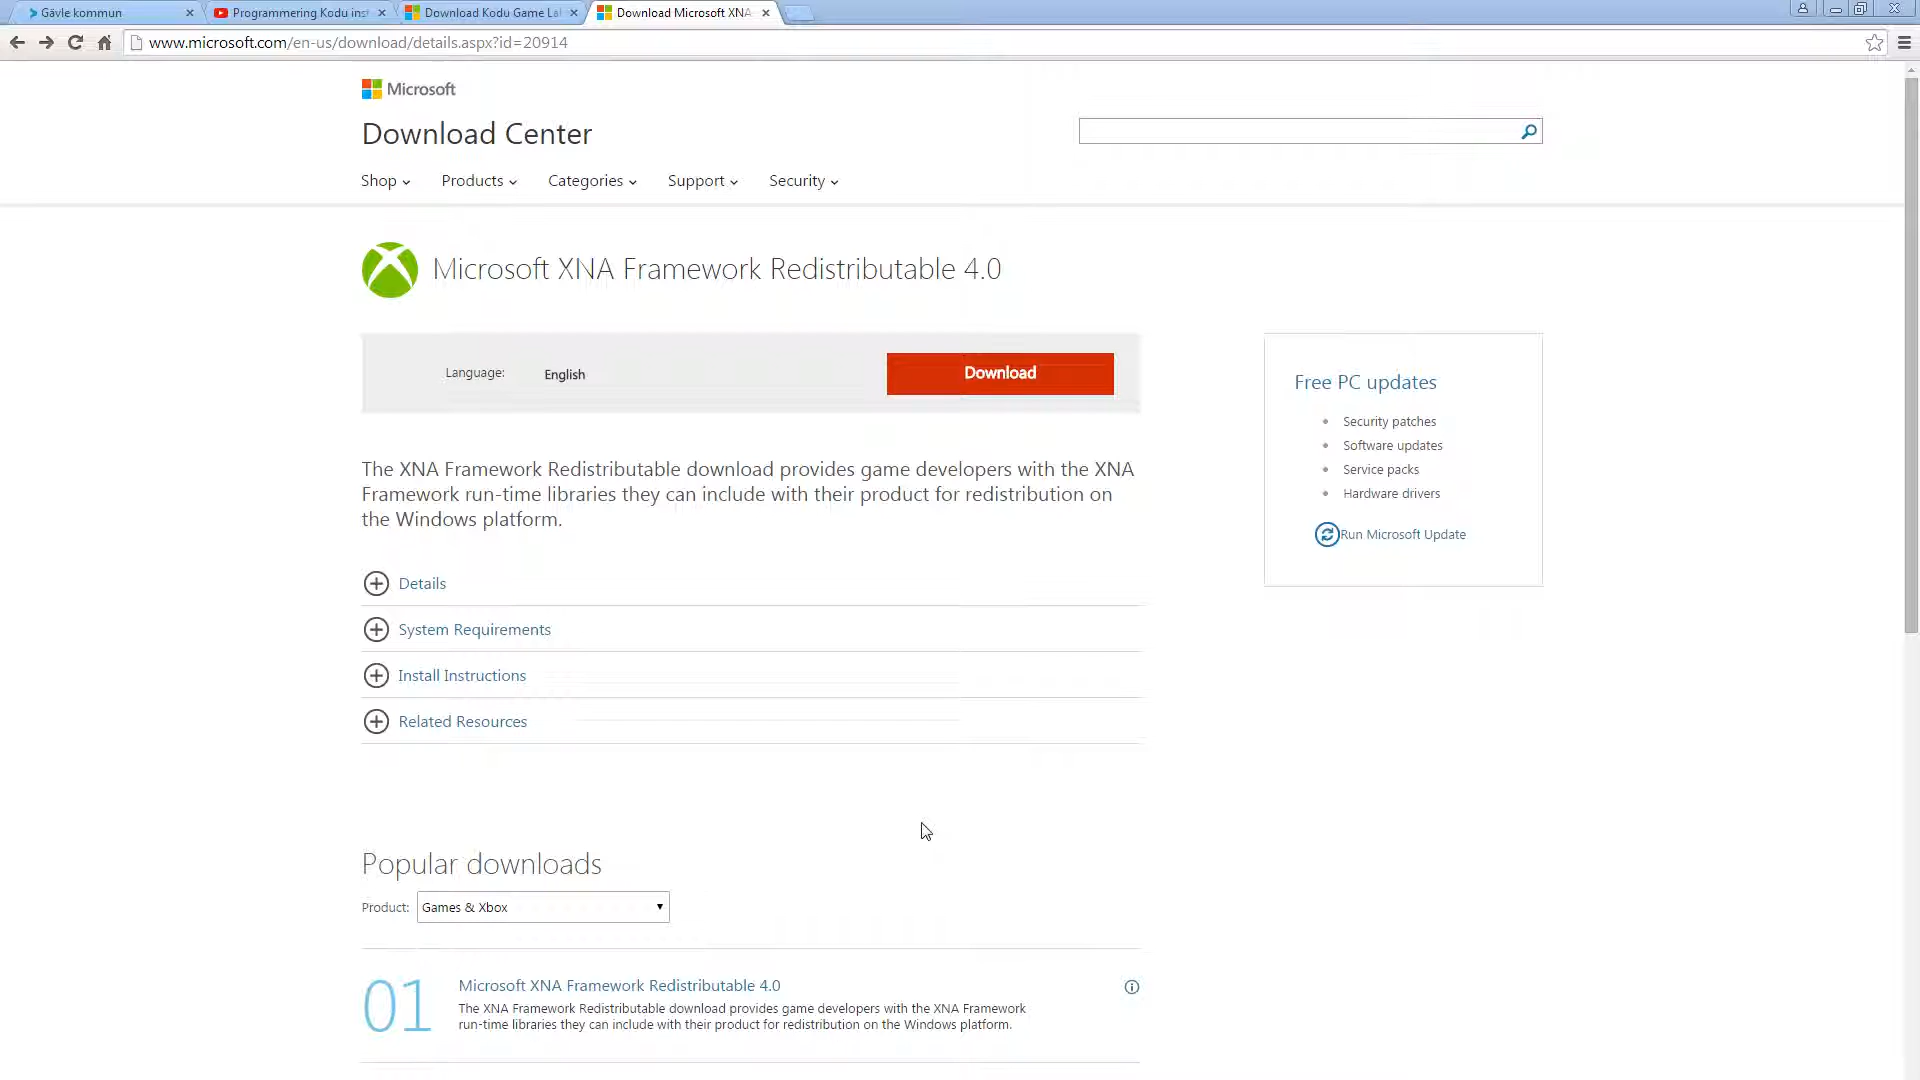 Gävle kommun
Programmering Kodu inst
Download Kodu Game Lab
Download Microsoft XNA
www.microsoft.com/en-us/download/details.aspx?id=20914
Microsoft
Download Center
Shop
Products
Categories
Support
Security
Microsoft XNA Framework Redistributable 4.0
Language:
English
Download
Free PC updates
Security patches
Software updates
Service packs
Hardware drivers
Run Microsoft Update
The XNA Framework Redistributable download provides game developers with the XNA
Framework run-time libraries they can include with their product for redistribution on
the Windows platform.
Details
System Requirements
Install Instructions
Related Resources
Popular downloads
Product:
Games & Xbox
01
Microsoft XNA Framework Redistributable 4.0
The XNA Framework Redistributable download provides game developers with the XNA Framework
run-time libraries they can include with their product for redistribution on the Windows platform.